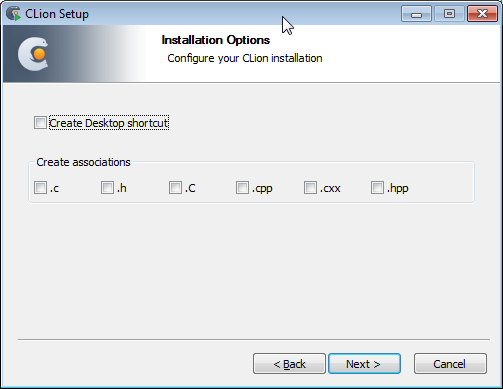 CLion Setup
Installation Options
Configure your CLion installation
Create Desktop shortcut
Create associations
.c .h .C .cpp .cxx .hpp
< Back Next > Cancel